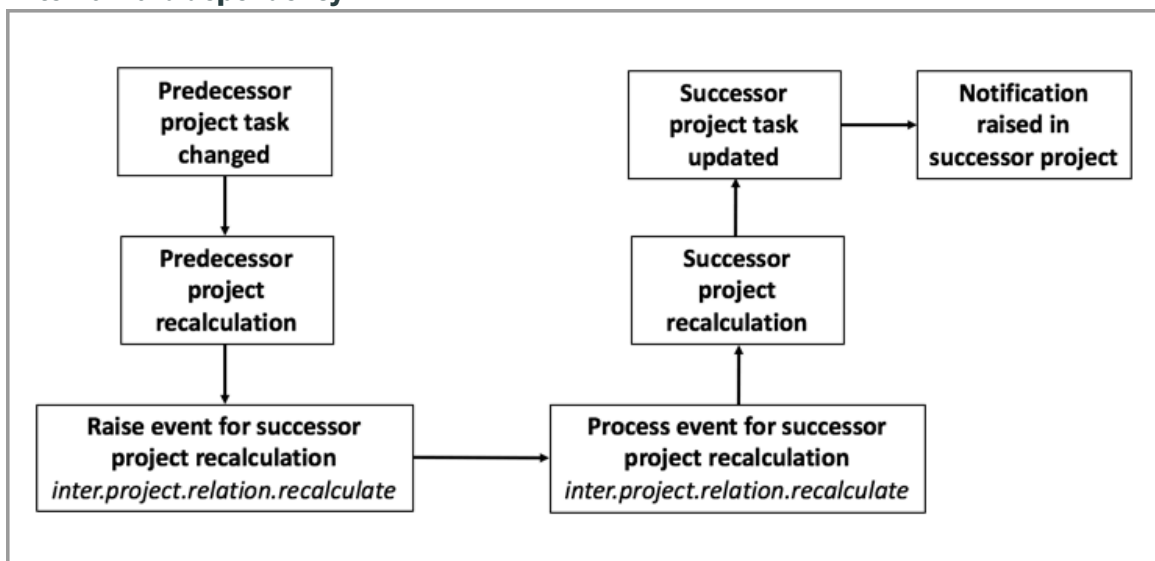 Predecessor
project task
changed
Predecessor
project
recalculation
Raise event for successor
project recalculation
inter.project.relation.recalculate
Process event for successor
project recalculation
inter.project.relation.recalculate
Successor
project
recalculation
Successor
project task
updated
Notification
raised in
successor project